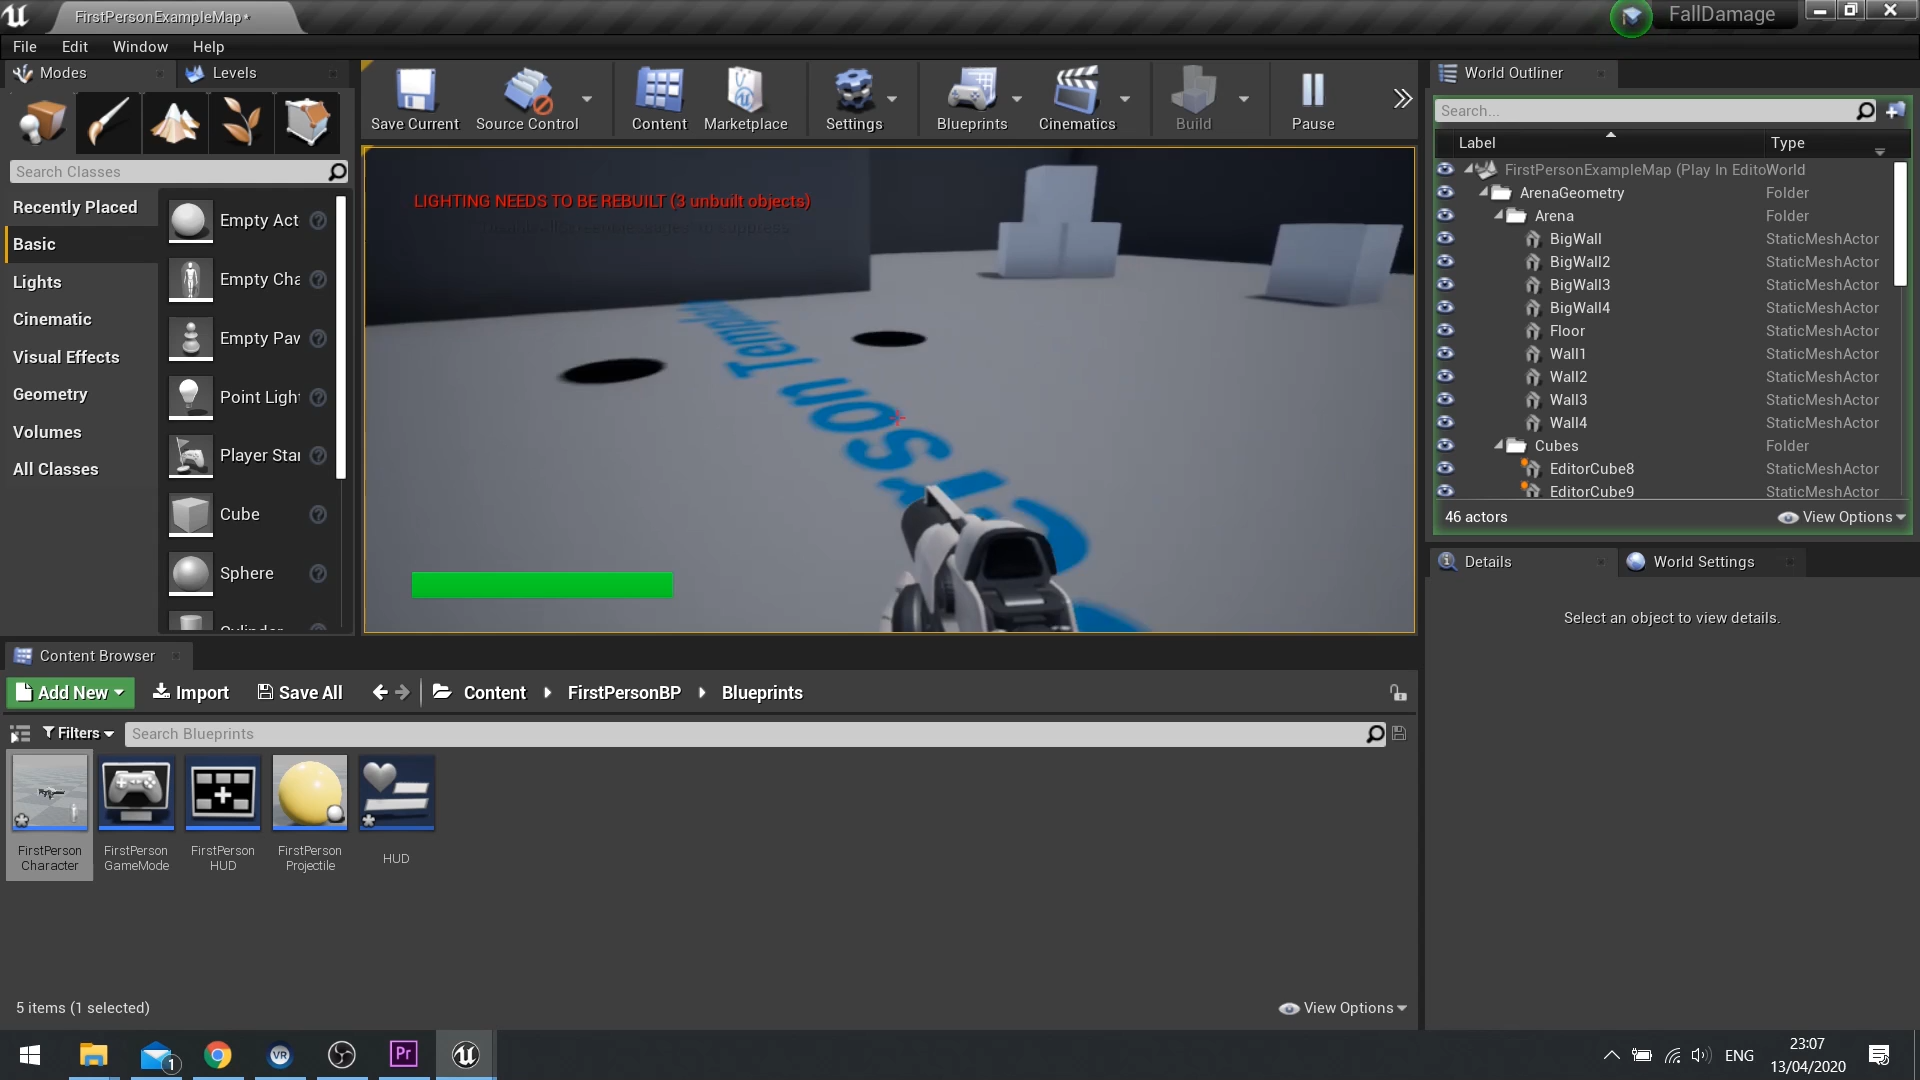 FirstPersonExampleMap*
FallDamage
File Edit Window Help
Modes
Levels
Save Current
Source Control
Content
Marketplace
Settings
Blueprints
Cinematics
Build
Pause
Search Classes
Recently Placed
Basic
Lights
Cinematic
Visual Effects
Geometry
Volumes
All Classes
Empty Act
Empty Cha
Empty Paw
Point Light
Player Star
Cube
Sphere
LIGHTING NEEDS TO BE REBUILT (3 unbuilt objects)
World Outliner
Search...
Label Type
FirstPersonExampleMap (Play In Edito World
ArenaGeometry Folder
Arena Folder
BigWall StaticMeshActor
BigWall2 StaticMeshActor
BigWall3 StaticMeshActor
BigWall4 StaticMeshActor
Floor StaticMeshActor
Wall1 StaticMeshActor
Wall2 StaticMeshActor
Wall3 StaticMeshActor
Wall4 StaticMeshActor
Cubes Folder
EditorCube8 StaticMeshActor
EditorCube9 StaticMeshActor
46 actors
View Options
Details
World Settings
Select an object to view details.
Content Browser
Add New
Import
Save All
Content
FirstPersonBP
Blueprints
Filters
Search Blueprints
FirstPerson
Character
FirstPerson
GameMode
FirstPerson
HUD
FirstPerson
Projectile
HUD
5 items (1 selected)
View Options
1
VR
Pr
ENG
23:07
13/04/2020